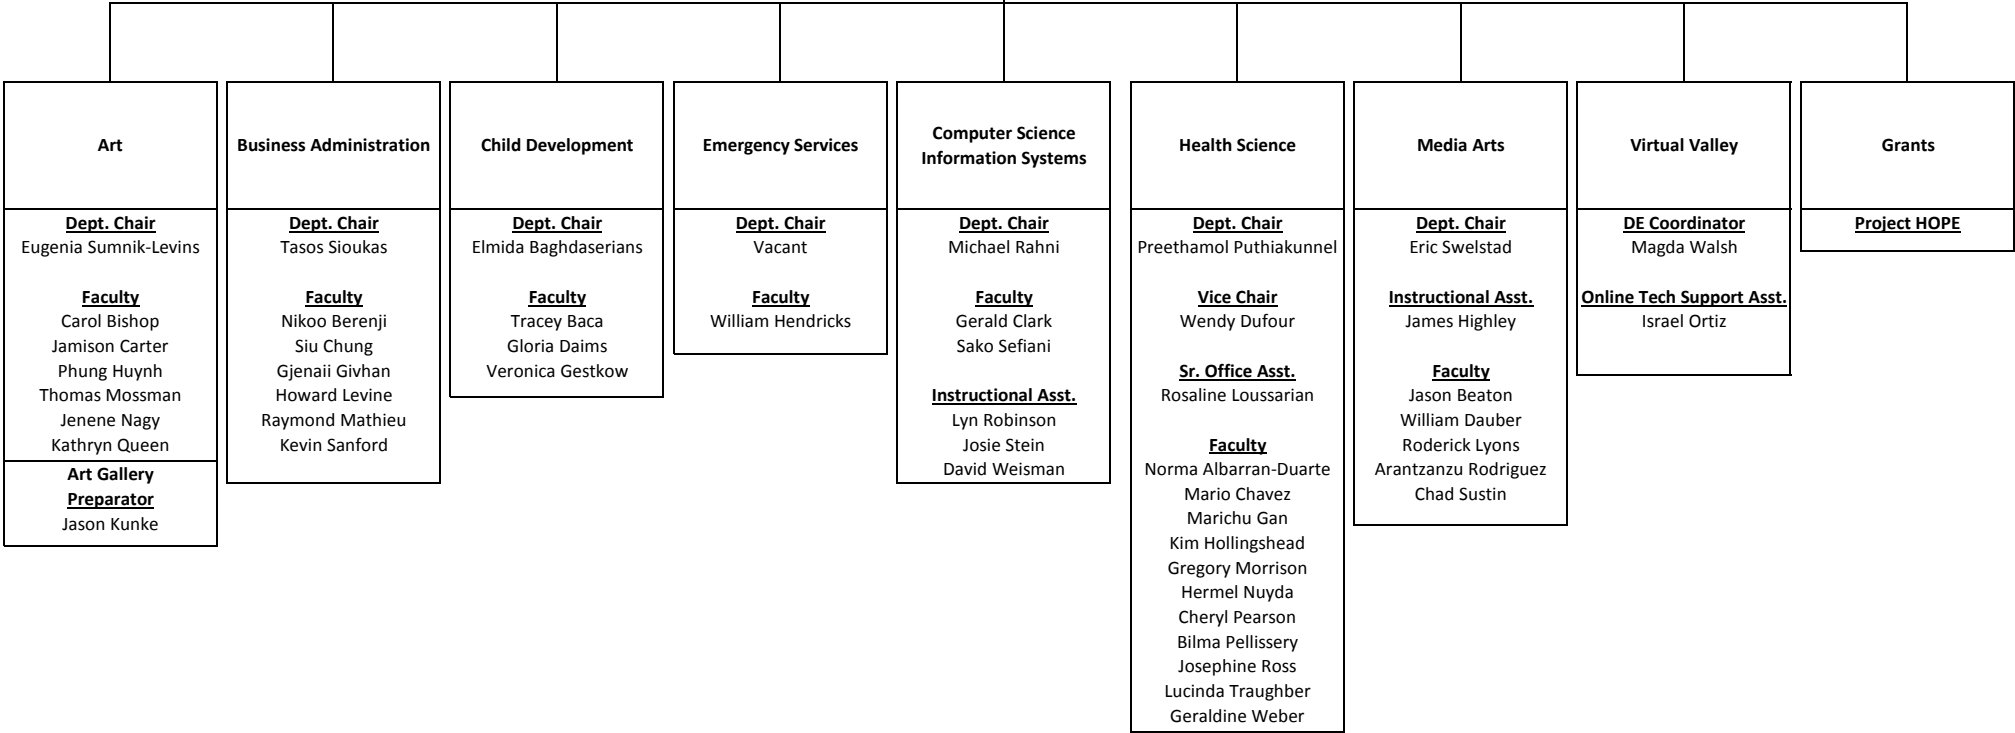 Art
Dept. Chair
Eugenia Sumnik-Levins
Faculty
Carol Bishop
Jamison Carter
Phung Huynh
Thomas Mossman
Jenene Nagy
Kathryn Queen
Art Gallery
Preparator
Jason Kunke
Business Administration
Dept. Chair
Tasos Sioukas
Faculty
Nikoo Berenji
Siu Chung
Gjenaii Givhan
Howard Levine
Raymond Mathieu
Kevin Sanford
Child Development
Dept. Chair
Elmida Baghdaserians
Faculty
Tracey Baca
Gloria Daims
Veronica Gestkow
Emergency Services
Dept. Chair
Vacant
Faculty
William Hendricks
Computer Science
Information Systems
Dept. Chair
Michael Rahni
Faculty
Gerald Clark
Sako Sefiani
Instructional Asst.
Lyn Robinson
Josie Stein
David Weisman
Health Science
Dept. Chair
Preethamol Puthiakunnel
Vice Chair
Wendy Dufour
Sr. Office Asst.
Rosaline Loussarian
Faculty
Norma Albarran-Duarte
Mario Chavez
Marichu Gan
Kim Hollingshead
Gregory Morrison
Hermel Nuyda
Cheryl Pearson
Bilma Pellissery
Josephine Ross
Lucinda Traughber
Geraldine Weber
Media Arts
Dept. Chair
Eric Swelstad
Instructional Asst.
James Highley
Faculty
Jason Beaton
William Dauber
Roderick Lyons
Arantzanzu Rodriguez
Chad Sustin
Virtual Valley
DE Coordinator
Magda Walsh
Online Tech Support Asst.
Israel Ortiz
Grants
Project HOPE